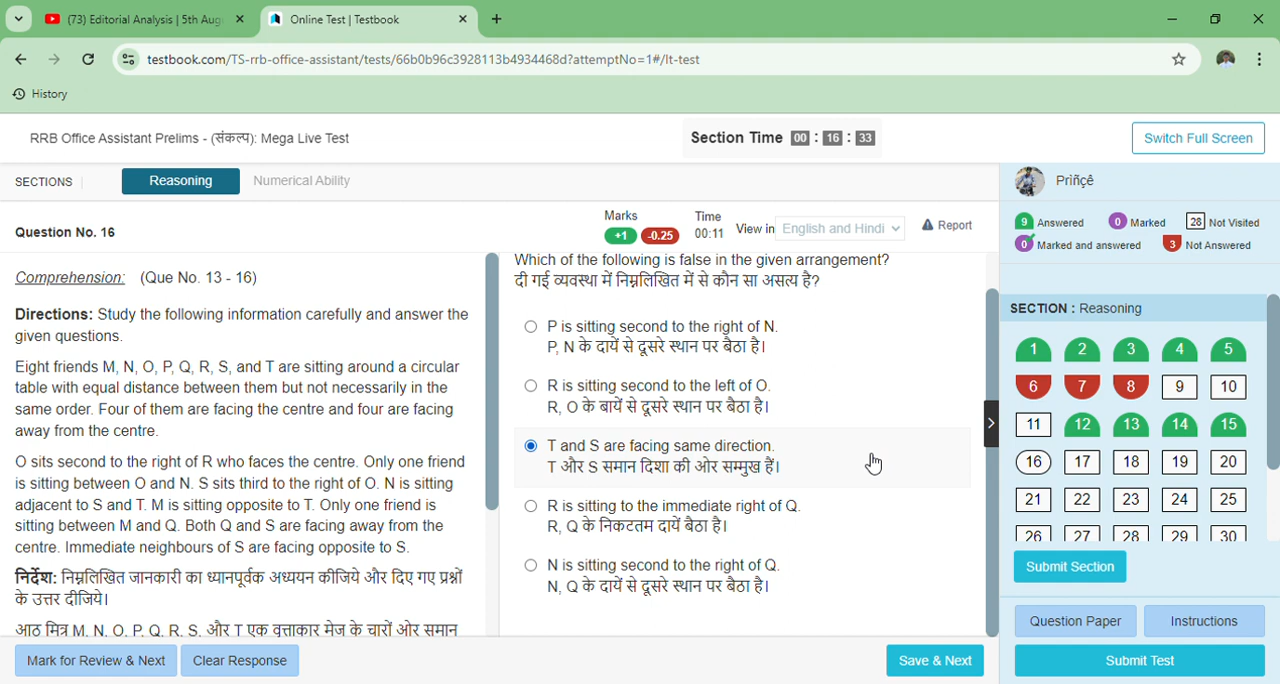 (73) Editorial Analysis | 5th Aug
Online Test | Testbook
testbook.com/TS-rrb-office-assistant/tests/66b0b96c3928113b4934468d?attemptNo=1#/lt-test
History
RRB Office Assistant Prelims - (संकल्प): Mega Live Test
Section Time 00 : 16 : 33
Switch Full Screen
SECTIONS
Reasoning
Numerical Ability
Prìñçê
Question No. 16
Marks
+1 -0.25
Time
00:11
View in English and Hindi
Report
9 Answered
0 Marked
28 Not Visited
0 Marked and answered
3 Not Answered
Comprehension: (Que No. 13 - 16)
Directions: Study the following information carefully and answer the
given questions.
Eight friends M, N, O, P, Q, R, S, and T are sitting around a circular
table with equal distance between them but not necessarily in the
same order. Four of them are facing the centre and four are facing
away from the centre.
O sits second to the right of R who faces the centre. Only one friend
is sitting between O and N. S sits third to the right of O. N is sitting
adjacent to S and T. M is sitting opposite to T. Only one friend is
sitting between M and Q. Both Q and S are facing away from the
centre. Immediate neighbours of S are facing opposite to S.
निर्देश: निम्नलिखित जानकारी का ध्यानपूर्वक अध्ययन कीजिये और दिए गए प्रश्नों
के उत्तर दीजिये।
आठ मित्र M, N, O, P, Q, R, S, और T एक वृत्ताकार मेज के चारों ओर समान
Which of the following is false in the given arrangement?
दी गई व्यवस्था में निम्नलिखित में से कौन सा असत्य है?
P is sitting second to the right of N.
P, N के दायें से दूसरे स्थान पर बैठा है।
R is sitting second to the left of O.
R, O के बायें से दूसरे स्थान पर बैठा है।
T and S are facing same direction.
T और S समान दिशा की ओर सम्मुख हैं।
R is sitting to the immediate right of Q.
R, Q के निकटतम दायें बैठा है।
N is sitting second to the right of Q.
N, Q के दायें से दूसरे स्थान पर बैठा है।
SECTION : Reasoning
1 2 3 4 5
6 7 8 9 10
11 12 13 14 15
16 17 18 19 20
21 22 23 24 25
26 27 28 29 30
Submit Section
Question Paper
Instructions
Mark for Review & Next
Clear Response
Save & Next
Submit Test